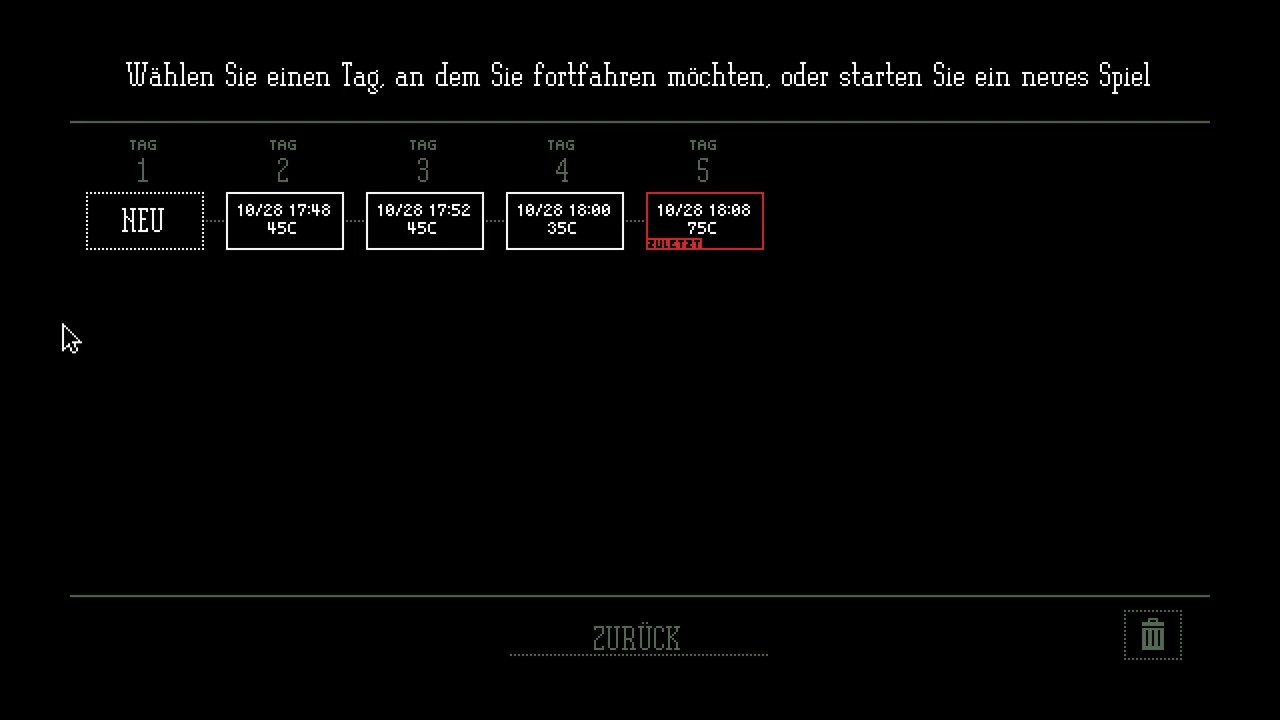 Wählen Sie einen Tag, an dem Sie fortfahren möchten, oder starten Sie ein neues Spiel
TAG TAG TAG TAG TAG
1 2 3 4 5
NEU
10/28 17:48
45C
10/28 17:52
45C
10/28 18:00
35C
10/28 18:08
75C
ZULETZT
ZURÜCK